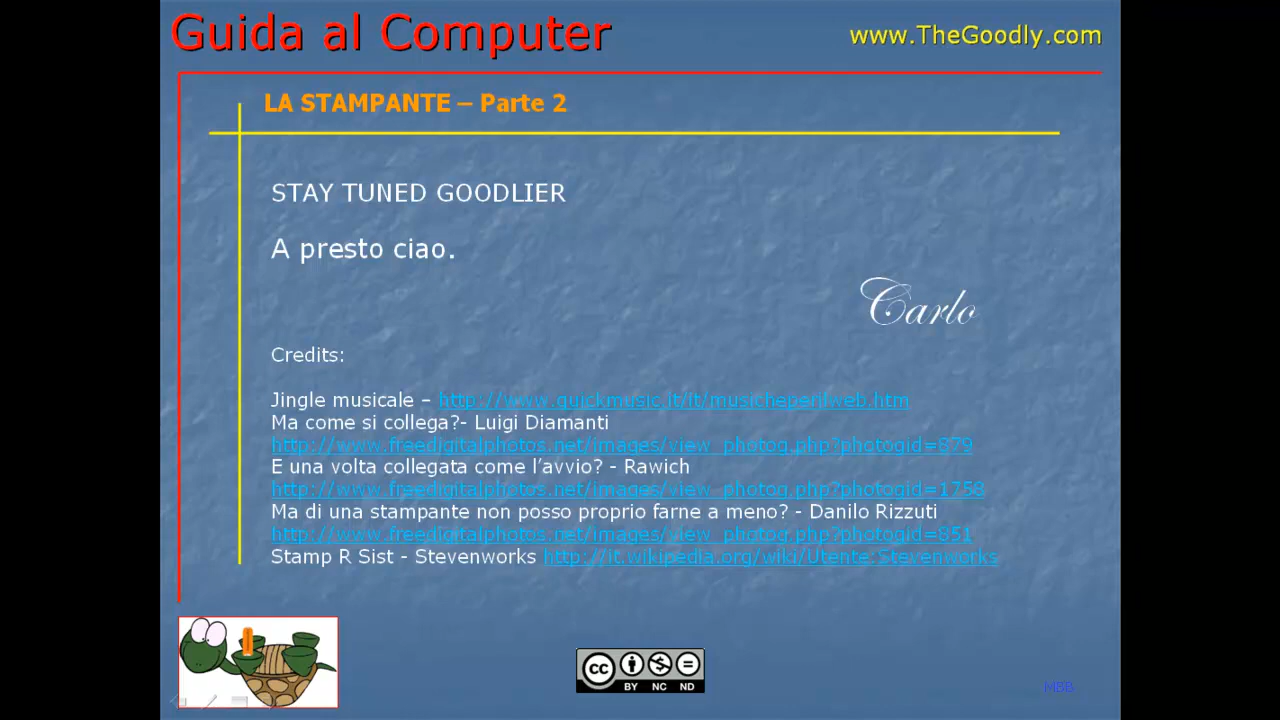 Guida al Computer
www.TheGoodly.com
LA STAMPANTE – Parte 2
STAY TUNED GOODLIER
A presto ciao.
Carlo
Credits:
Jingle musicale – http://www.quickmusic.it/it/musicheperilweb.htm
Ma come si collega?- Luigi Diamanti
http://www.freedigitalphotos.net/images/view_photog.php?photogid=879
E una volta collegata come l’avvio? - Rawich
http://www.freedigitalphotos.net/images/view_photog.php?photogid=1758
Ma di una stampante non posso proprio farne a meno? - Danilo Rizzuti
http://www.freedigitalphotos.net/images/view_photog.php?photogid=851
Stamp R Sist - Stevenworks http://it.wikipedia.org/wiki/Utente:Stevenworks
cc
BY NC ND
MBB